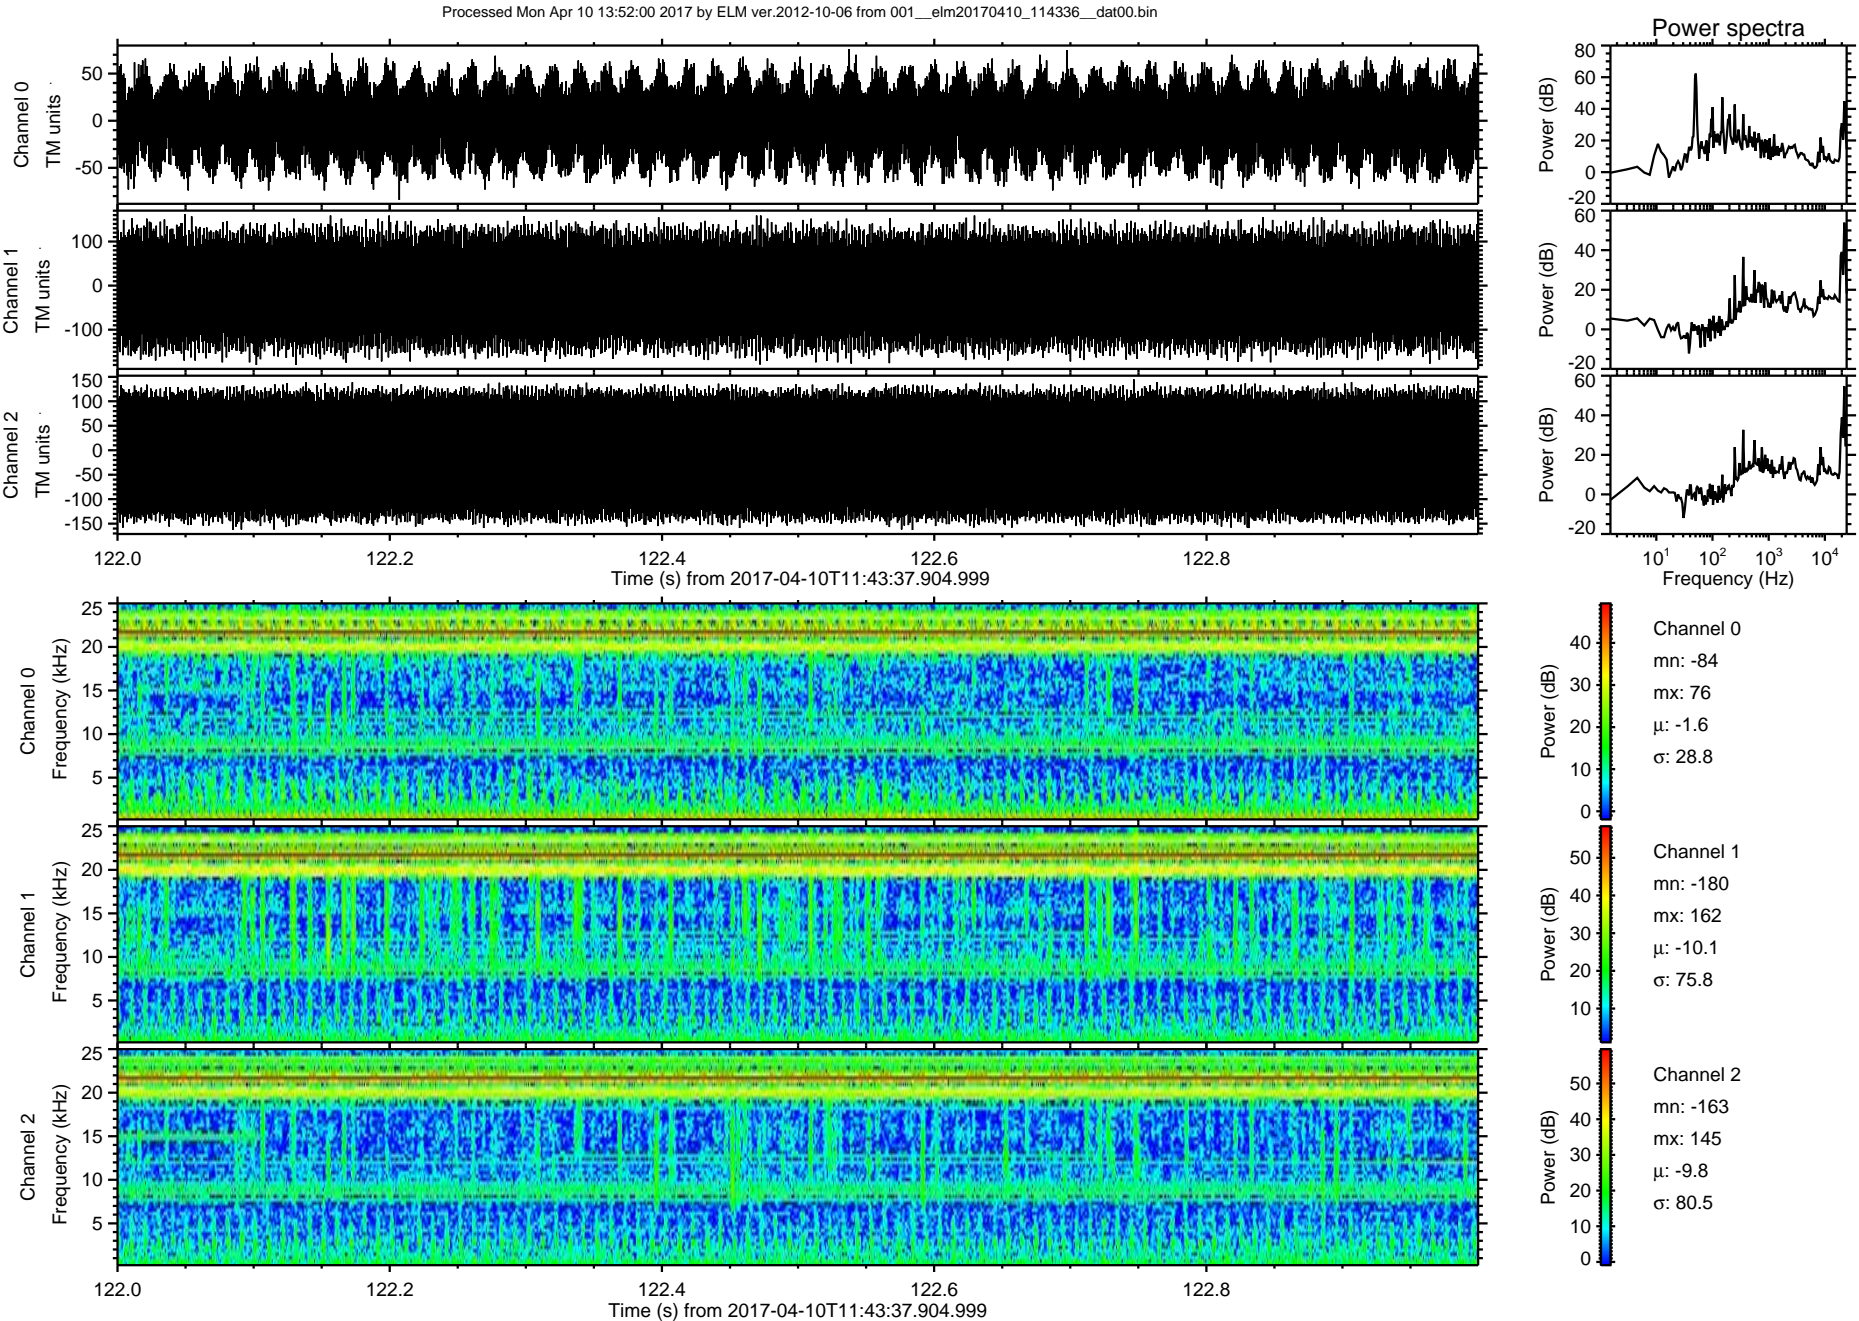 Processed Mon Apr 10 13:52:00 2017 by ELM ver.2012-10-06 from 001__elm20170410_114336__dat00.bin
Power spectra
Channel 0
TM units
50
0
-50
Power (dB)
80
60
40
20
0
-20
Channel 1
TM units
100
0
-100
Power (dB)
60
40
20
0
-20
Channel 2
TM units
150
100
50
0
-50
-100
-150
Power (dB)
60
40
20
0
-20
122.0
122.2
122.4
122.6
122.8
Time (s) from 2017-04-10T11:43:37.904.999
10¹
10²
10³
10⁴
Frequency (Hz)
Channel 0
Frequency (kHz)
25
20
15
10
5
Power (dB)
40
30
20
10
0
Channel 0
mn: -84
mx: 76
μ: -1.6
σ: 28.8
Channel 1
Frequency (kHz)
25
20
15
10
5
Power (dB)
50
40
30
20
10
Channel 1
mn: -180
mx: 162
μ: -10.1
σ: 75.8
Channel 2
Frequency (kHz)
25
20
15
10
5
Power (dB)
50
40
30
20
10
0
Channel 2
mn: -163
mx: 145
μ: -9.8
σ: 80.5
122.0
122.2
122.4
122.6
122.8
Time (s) from 2017-04-10T11:43:37.904.999